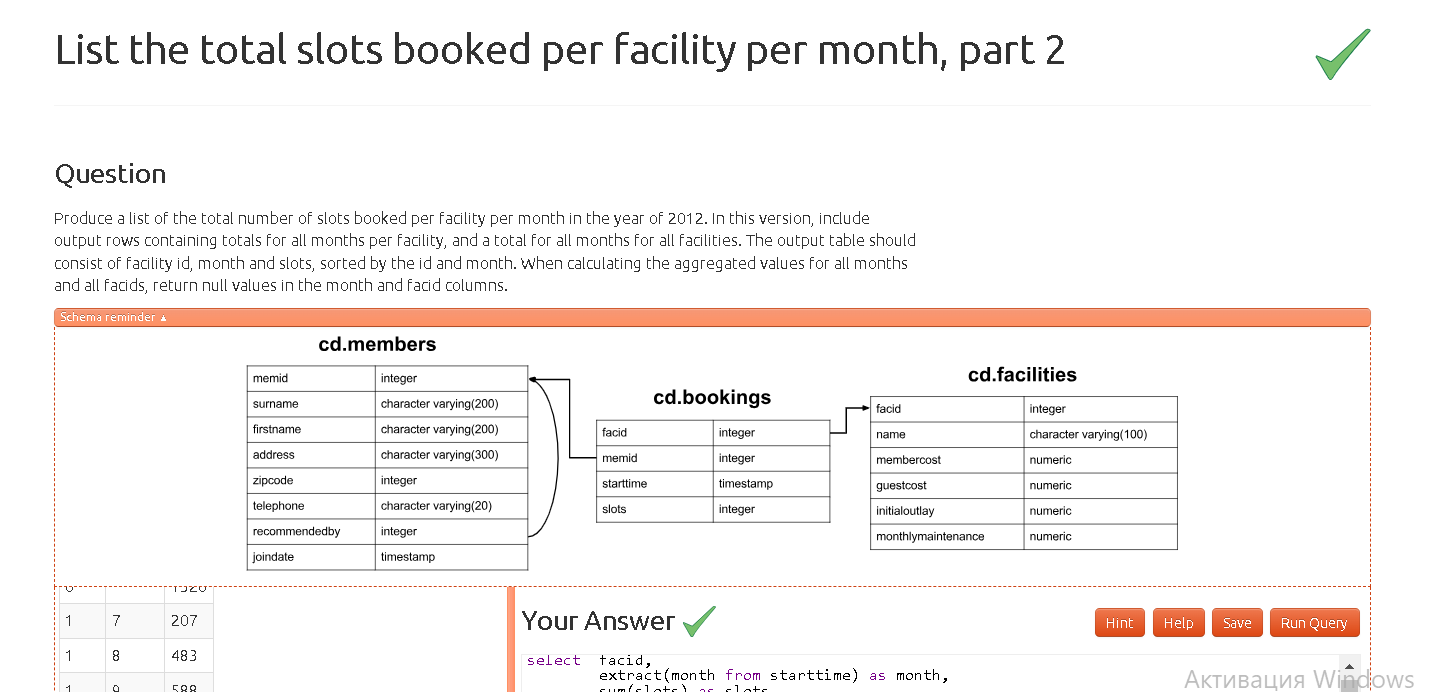 List the total slots booked per facility per month, part 2
Question
Produce a list of the total number of slots booked per facility per month in the year of 2012. In this version, include
output rows containing totals for all months per facility, and a total for all months for all facilities. The output table should
consist of facility id, month and slots, sorted by the id and month. When calculating the aggregated values for all months
and all facids, return null values in the month and facid columns.
Schema reminder ▲
cd.members
memid integer
surname character varying(200)
firstname character varying(200)
address character varying(300)
zipcode integer
telephone character varying(20)
recommendedby integer
joindate timestamp
cd.bookings
facid integer
memid integer
starttime timestamp
slots integer
cd.facilities
facid integer
name character varying(100)
membercost numeric
guestcost numeric
initialoutlay numeric
monthlymaintenance numeric
1 7 207
1 8 483
1 9 588
Your Answer
Hint Help Save Run Query
select facid,
extract(month from starttime) as month,
sum(slots) as slots
Активация Windows